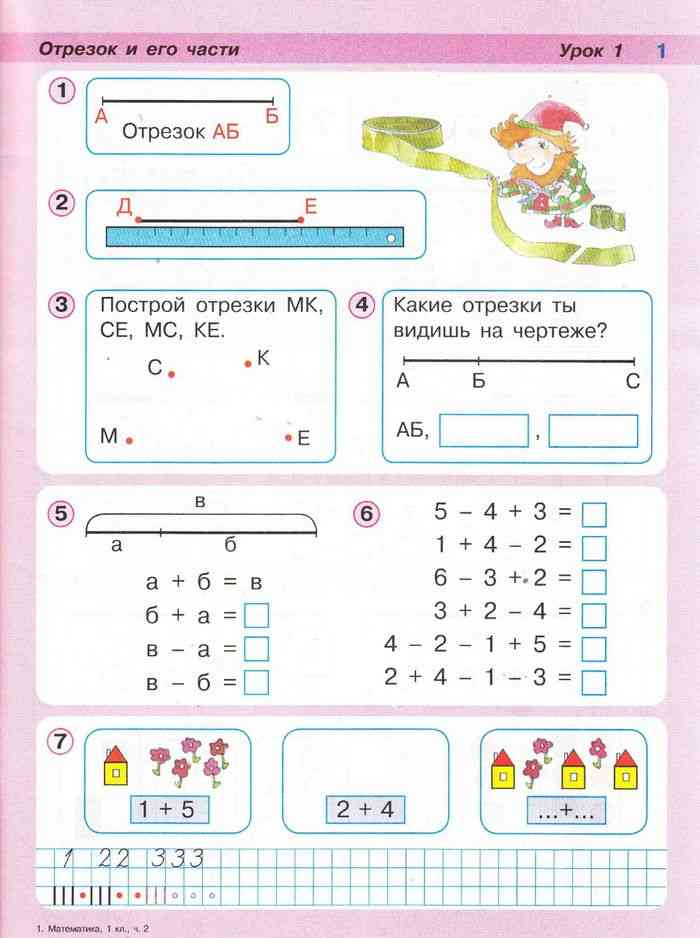 Отрезок и его части Урок 1 1
1
А Б
Отрезок АБ
2
Д Е
3
Построй отрезки МК,
СЕ, МС, КЕ.
К
С
М Е
4
Какие отрезки ты
видишь на чертеже?
А Б С
АБ, ,
5
в
а б
а + б = в
б + а =
в – а =
в – б =
6
5 – 4 + 3 =
1 + 4 – 2 =
6 – 3 + 2 =
3 + 2 – 4 =
4 – 2 – 1 + 5 =
2 + 4 – 1 – 3 =
7
1 + 5 2 + 4 ...+...
1 22 333
1. Математика, 1 кл., ч. 2